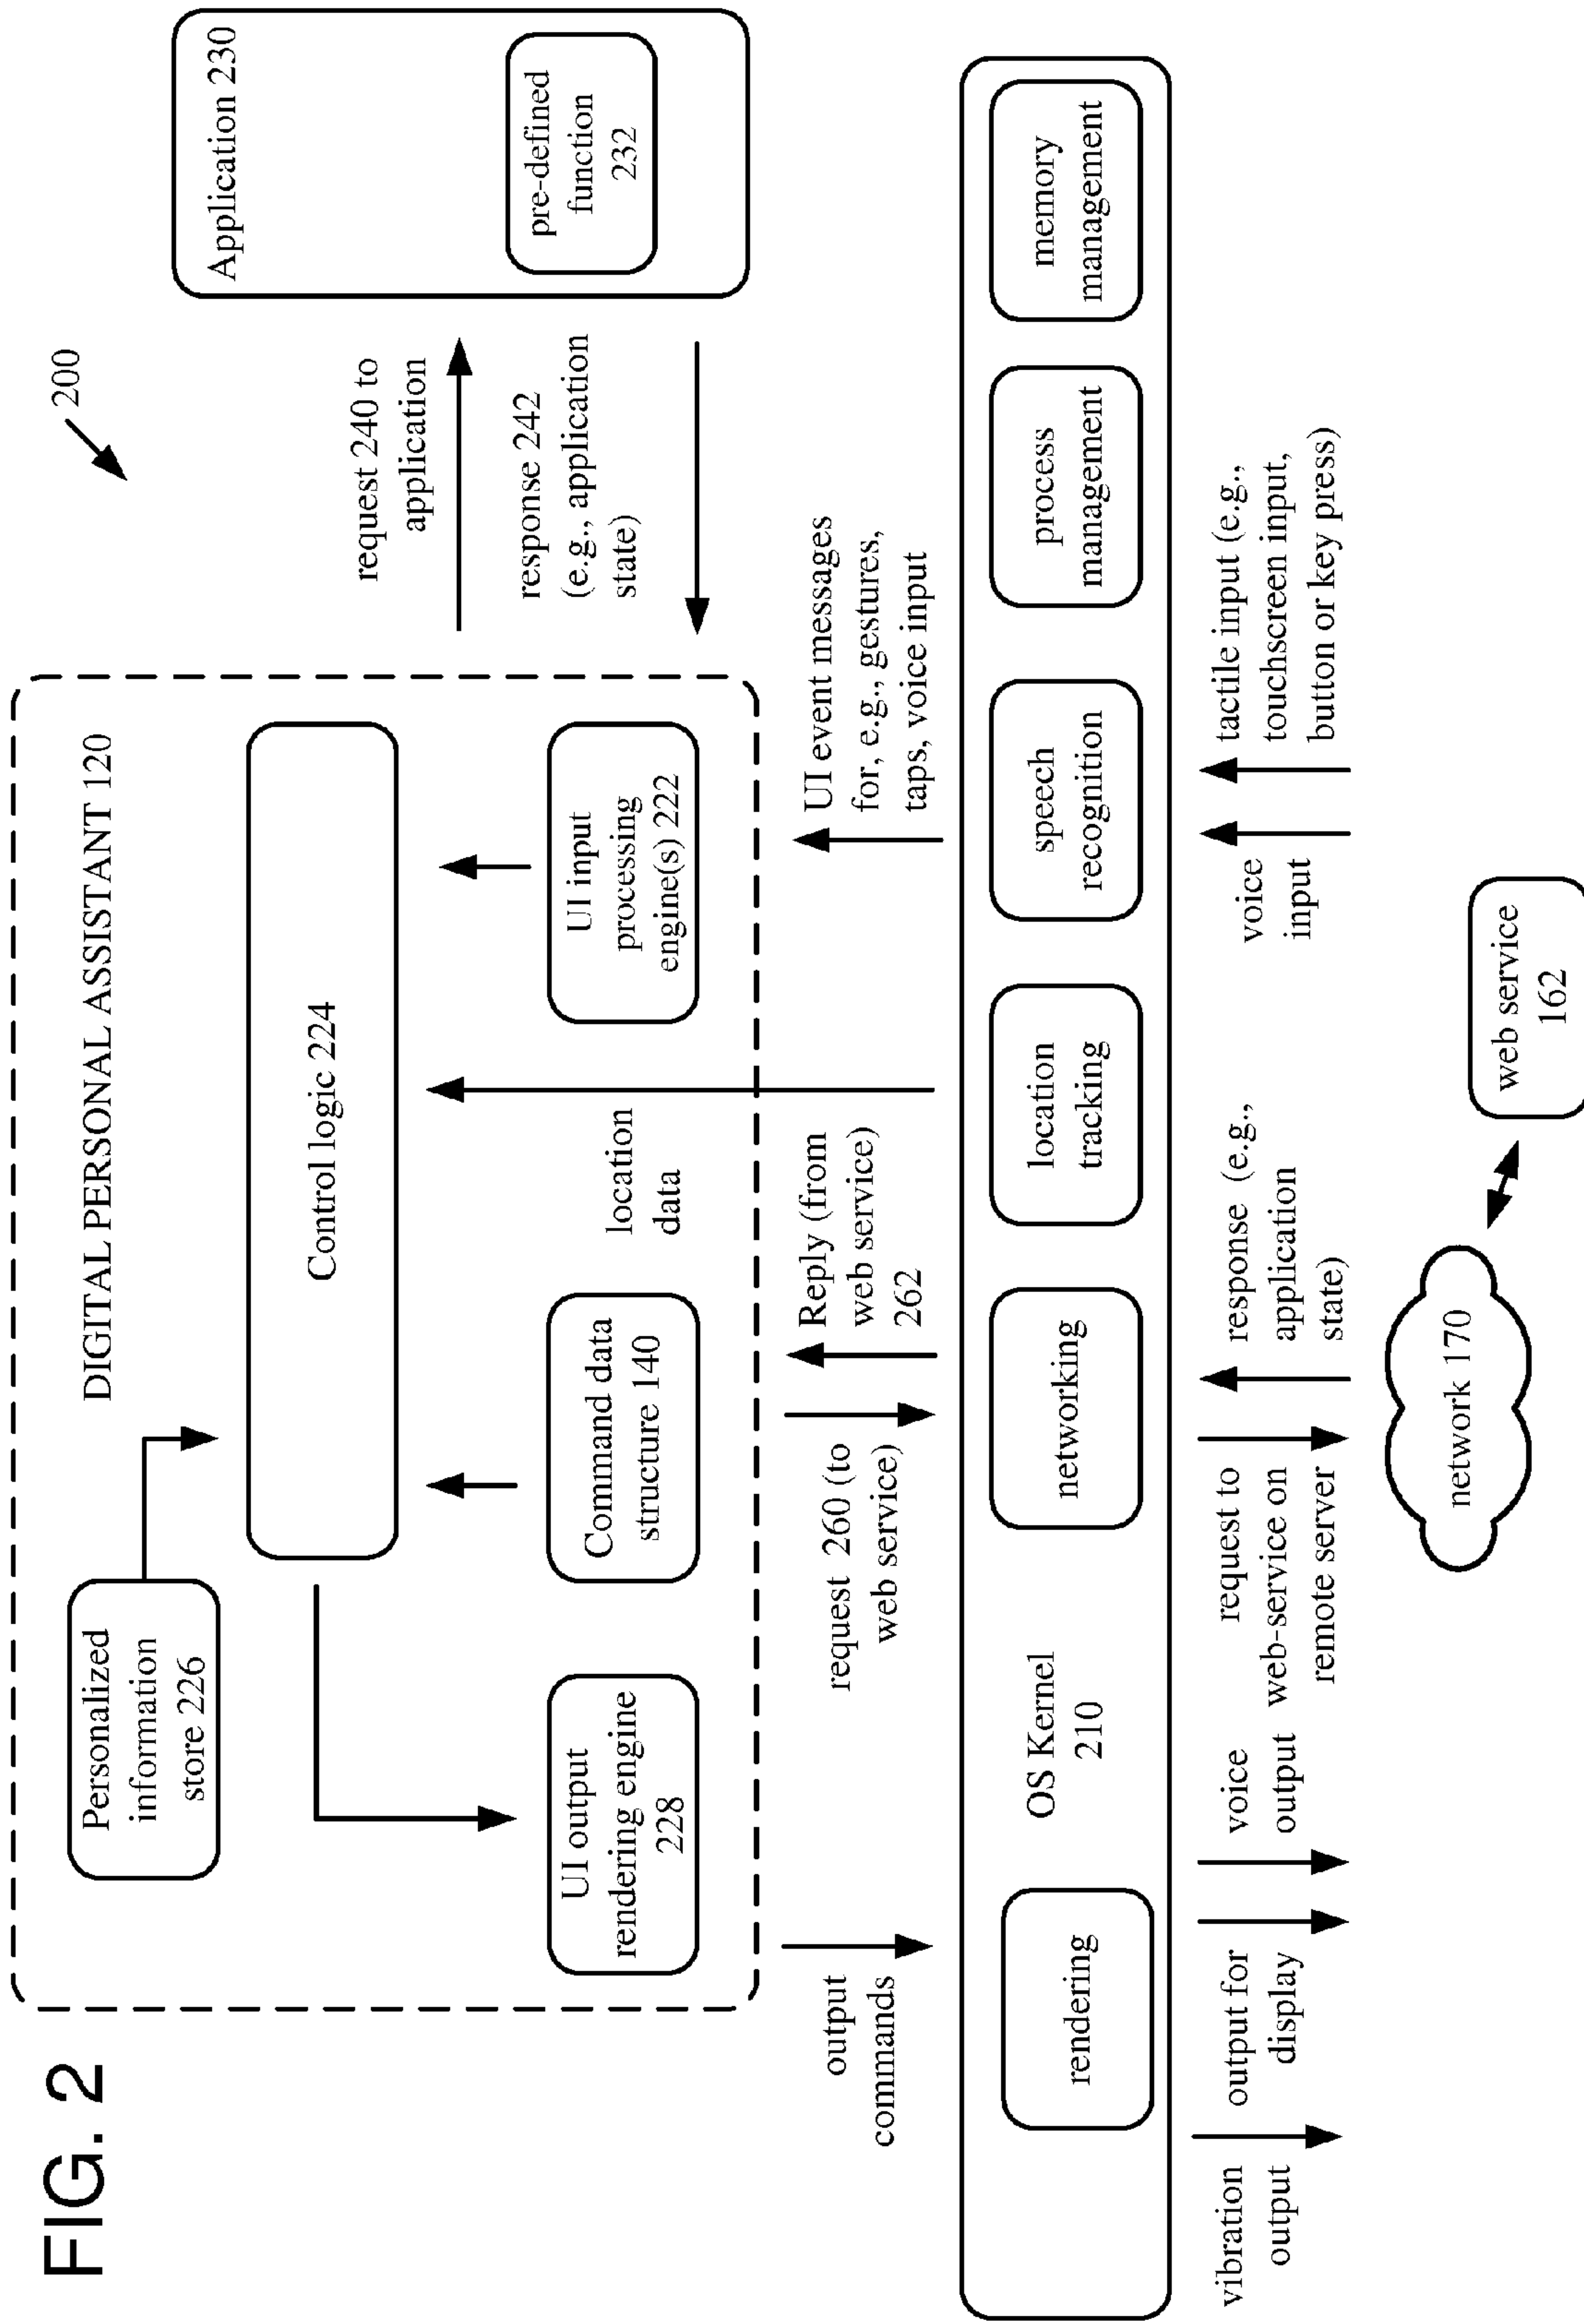 FIG. 2
200
DIGITAL PERSONAL ASSISTANT 120
Personalized
information
store 226
Control logic 224
UI output
rendering engine
228
Command data
structure 140
location
data
UI input
processing
engine(s) 222
request 240 to
application
response 242
(e.g., application
state)
Application 230
pre-defined
function
232
output
commands
request 260 (to
web service)
Reply (from
web service)
262
UI event messages
for, e.g., gestures,
taps, voice input
rendering
OS Kernel
210
networking
location
tracking
speech
recognition
process
management
memory
management
vibration
output
output for
display
voice
output
request to
web-service on
remote server
response (e.g.,
application
state)
voice
input
tactile input (e.g.,
touchscreen input,
button or key press)
network 170
web service
162